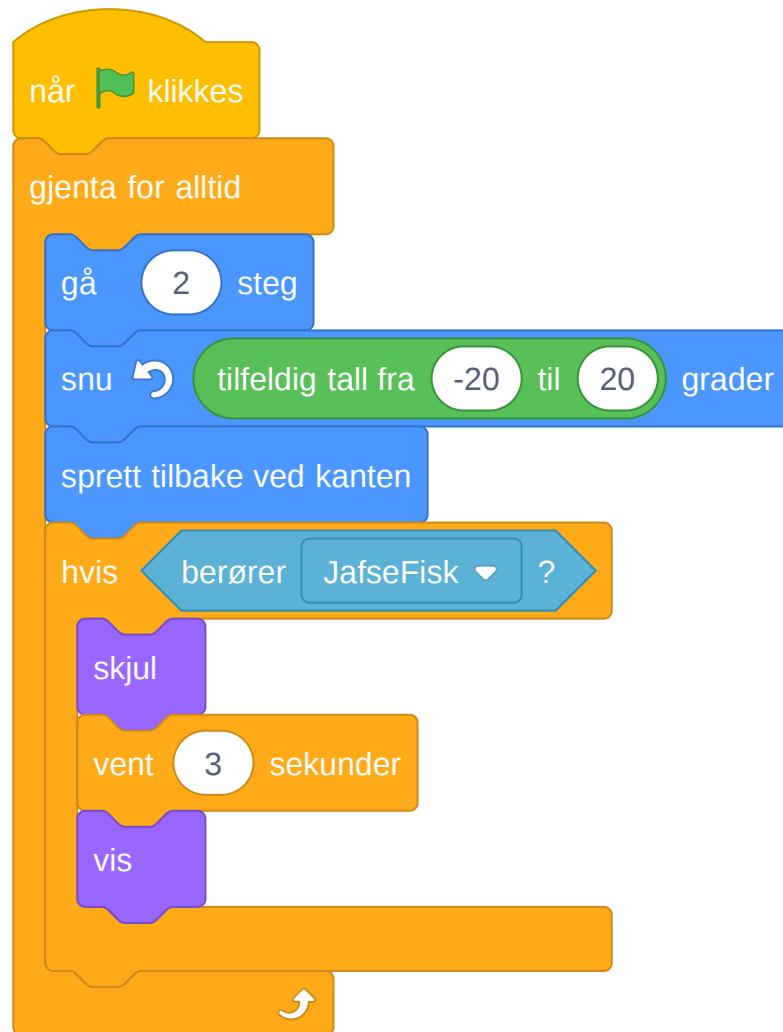 når klikkes
gjenta for alltid
gå 2 steg
snu tilfeldig tall fra -20 til 20 grader
sprett tilbake ved kanten
hvis berører JafseFisk ?
skjul
vent 3 sekunder
vis